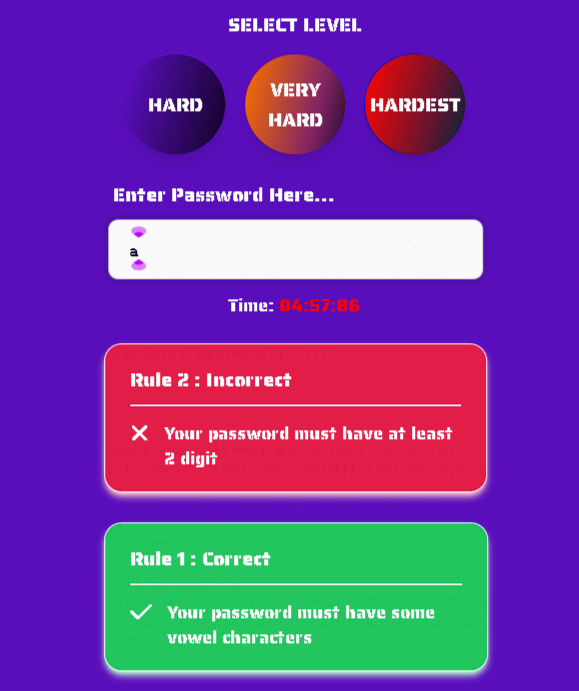 SELECT LEVEL
HARD
VERY
HARD
HARDEST
Enter Password Here...
a
Time: 04:57:86
Rule 2 : Incorrect
Your password must have at least
2 digit
Rule 1 : Correct
Your password must have some
vowel characters